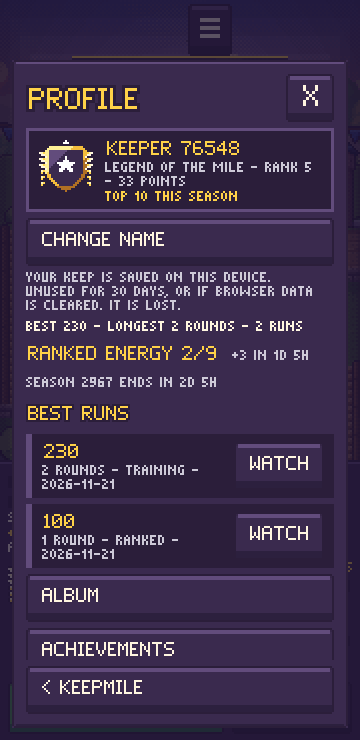 PROFILE
X
KEEPER 76548
LEGEND OF THE MILE - RANK 5
- 33 POINTS
TOP 10 THIS SEASON
CHANGE NAME
YOUR KEEP IS SAVED ON THIS DEVICE.
UNUSED FOR 30 DAYS, OR IF BROWSER DATA
IS CLEARED, IT IS LOST.
BEST 230 - LONGEST 2 ROUNDS - 2 RUNS
RANKED ENERGY 2/9 +3 IN 1D 5H
SEASON 2967 ENDS IN 2D 5H
BEST RUNS
230
2 ROUNDS - TRAINING -
2026-11-21
WATCH
100
1 ROUND - RANKED -
2026-11-21
WATCH
ALBUM
ACHIEVEMENTS
< KEEPMILE